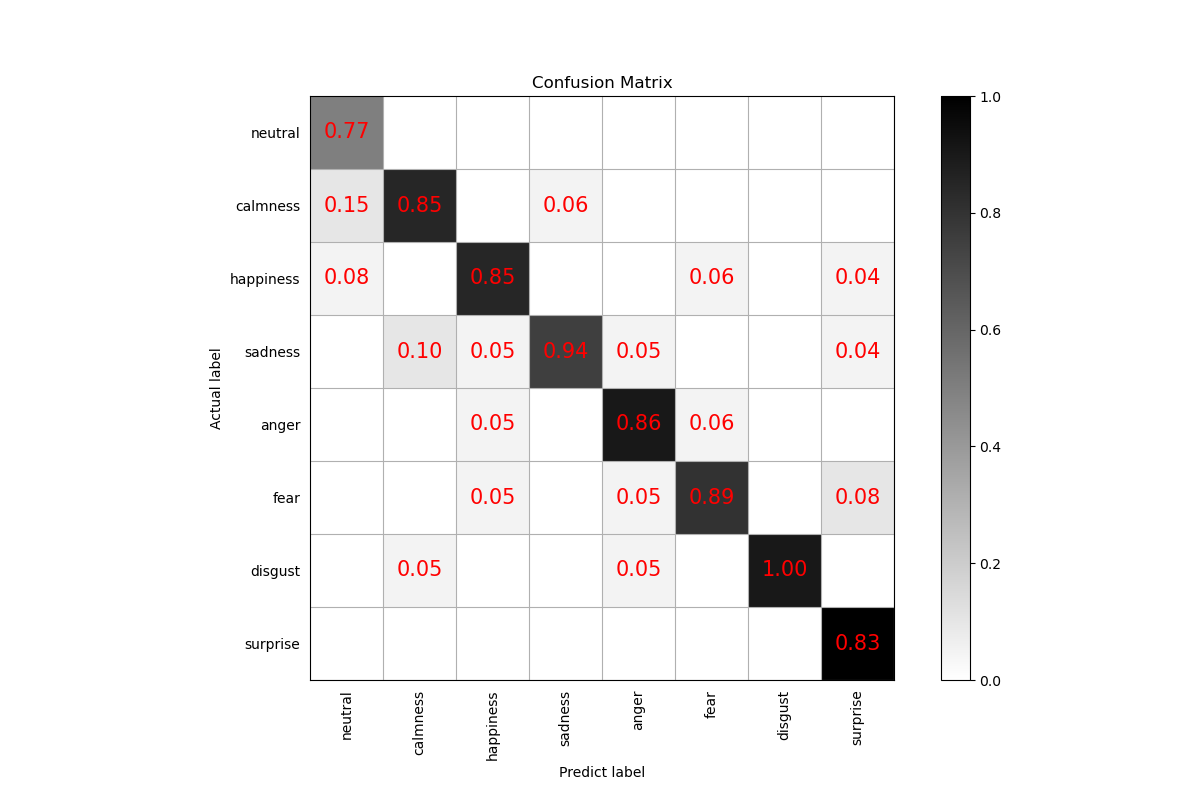 Confusion Matrix
neutral 0.77
calmness 0.15 0.85 0.06
happiness 0.08 0.85 0.06 0.04
sadness 0.10 0.05 0.94 0.05 0.04
anger 0.05 0.86 0.06
fear 0.05 0.05 0.89 0.08
disgust 0.05 0.05 1.00
surprise 0.83
Actual label
neutral calmness happiness sadness anger fear disgust surprise
Predict label
1.0
0.8
0.6
0.4
0.2
0.0